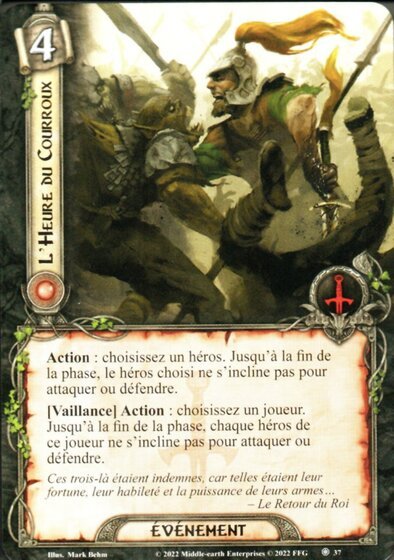 4
L'Heure du Courroux
Action : choisissez un héros. Jusqu'à la fin de
la phase, le héros choisi ne s'incline pas pour
attaquer ou défendre.
[Vaillance] Action : choisissez un joueur.
Jusqu'à la fin de la phase, chaque héros de
ce joueur ne s'incline pas pour attaquer ou
défendre.
Ces trois-là étaient indemnes, car telles étaient leur
fortune, leur habileté et la puissance de leurs armes…
– Le Retour du Roi
ÉVÉNEMENT
Illus. Mark Behm © 2022 Middle-earth Enterprises © 2022 FFG 37